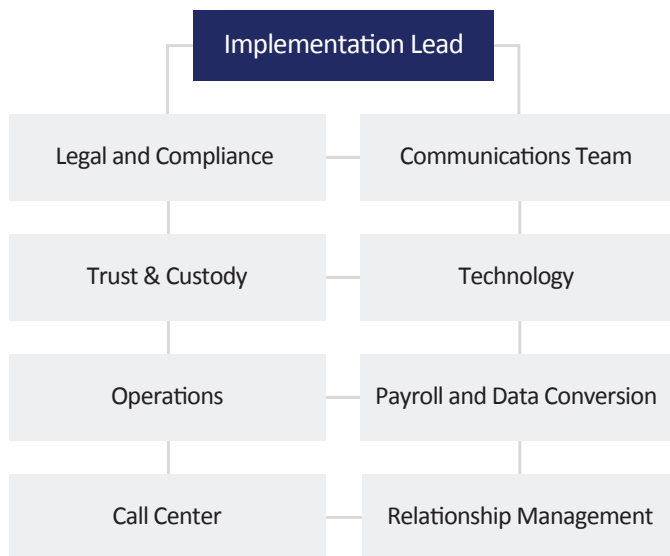 Implementation Lead
Legal and Compliance
Communications Team
Trust & Custody
Technology
Operations
Payroll and Data Conversion
Call Center
Relationship Management